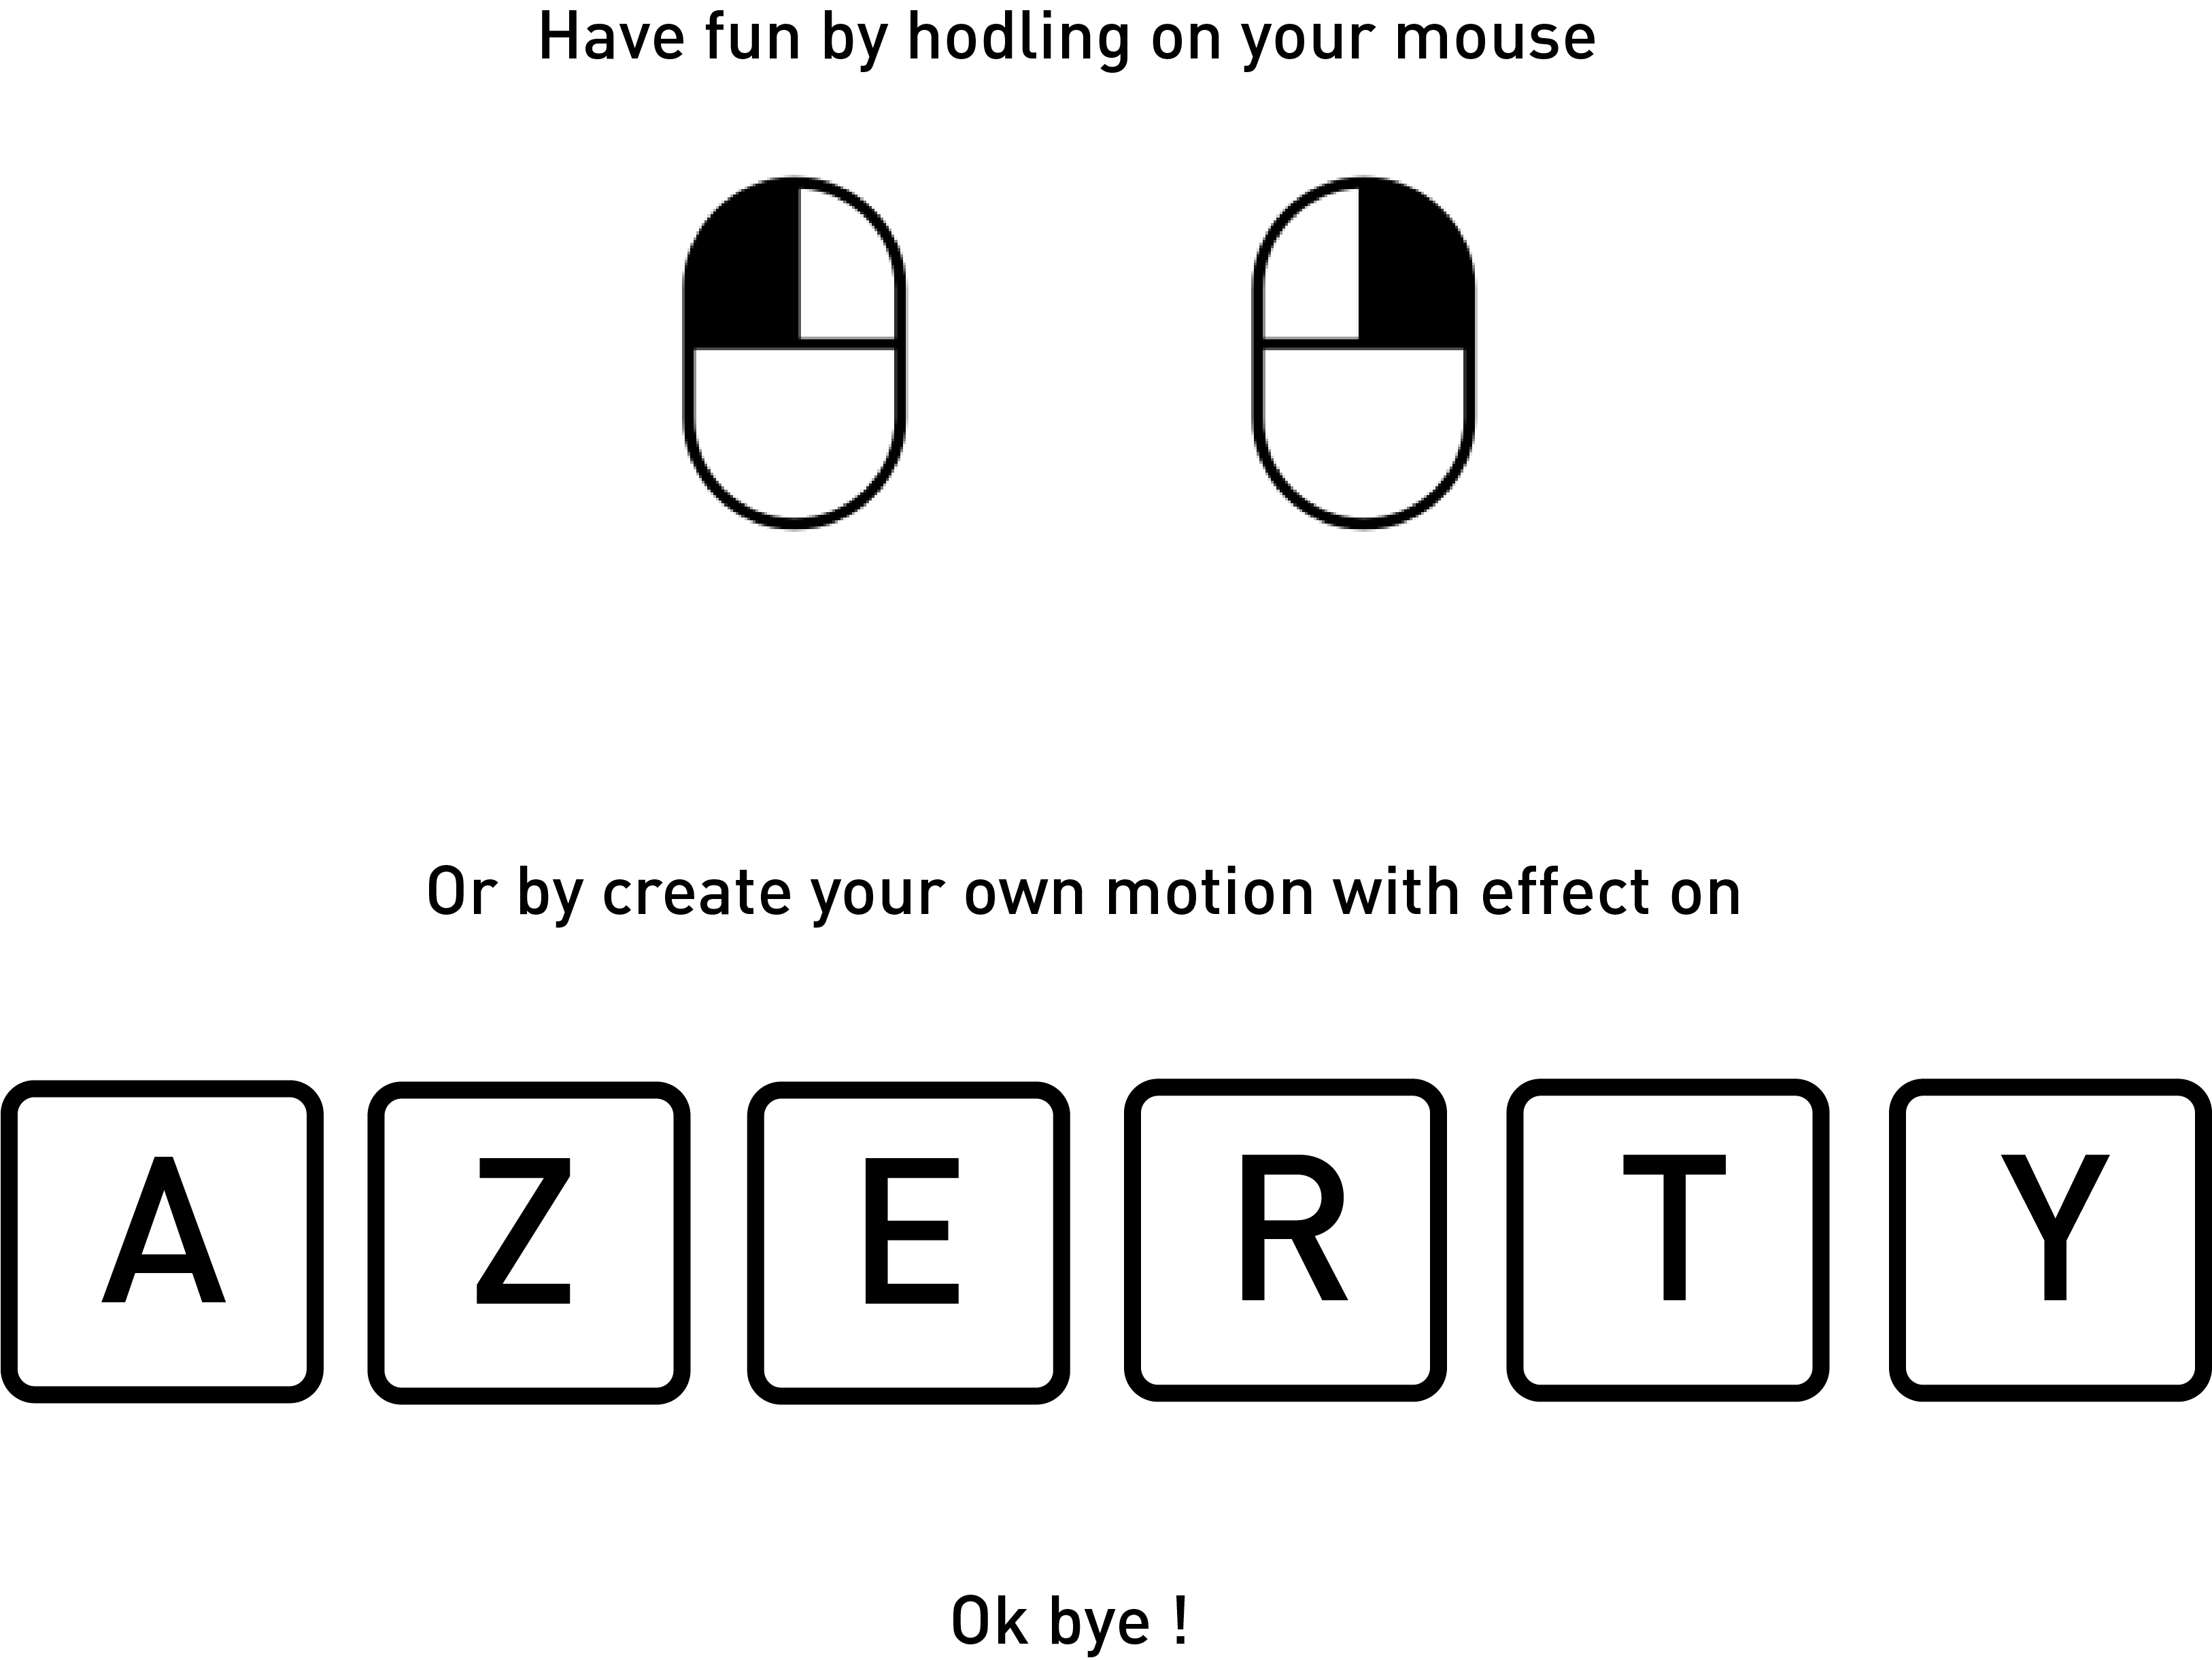 Have fun by hodling on your mouse
Or by create your own motion with effect on
A Z E R T Y
Ok bye !